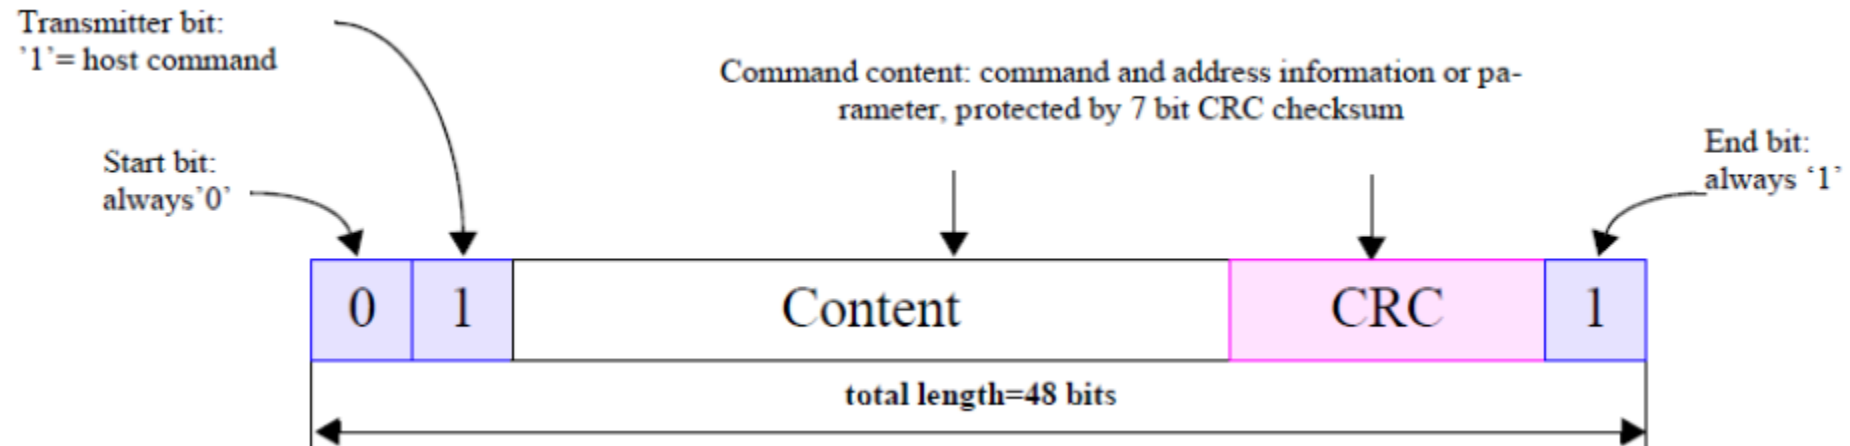 Transmitter bit:
’1’= host command
Command content: command and address information or pa-
rameter, protected by 7 bit CRC checksum
Start bit:
always’0’
End bit:
always ‘1’
0 1 Content CRC 1
total length=48 bits